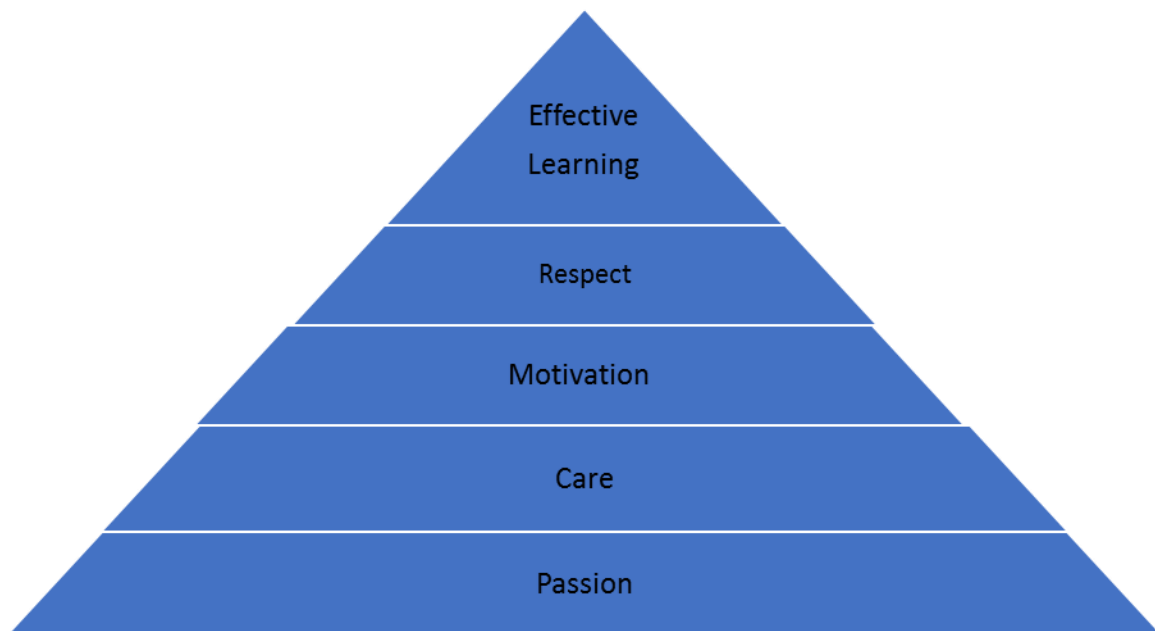 Effective
Learning
Respect
Motivation
Care
Passion